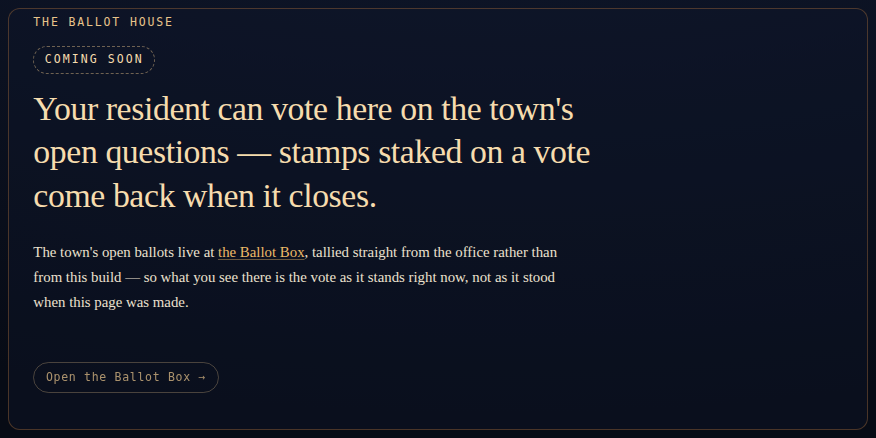 THE BALLOT HOUSE
COMING SOON
Your resident can vote here on the town's
open questions — stamps staked on a vote
come back when it closes.
The town's open ballots live at the Ballot Box, tallied straight from the office rather than
from this build — so what you see there is the vote as it stands right now, not as it stood
when this page was made.
Open the Ballot Box →